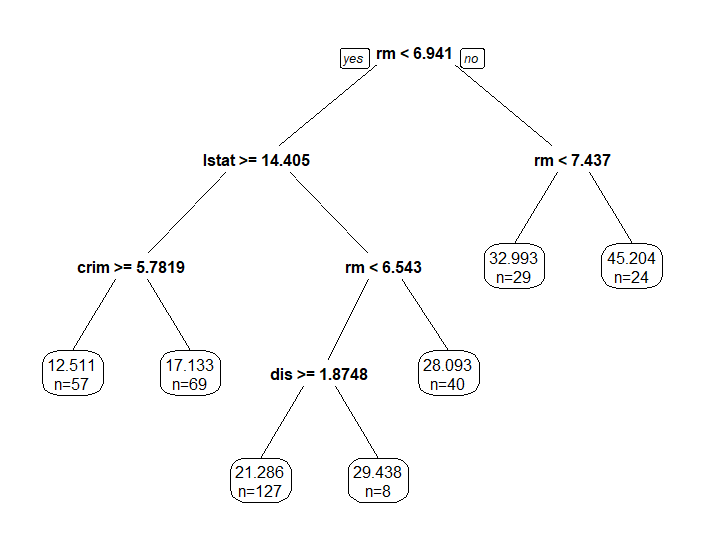 yes rm < 6.941 no
lstat >= 14.405
rm < 7.437
32.993
n=29
45.204
n=24
crim >= 5.7819
rm < 6.543
12.511
n=57
17.133
n=69
dis >= 1.8748
28.093
n=40
21.286
n=127
29.438
n=8